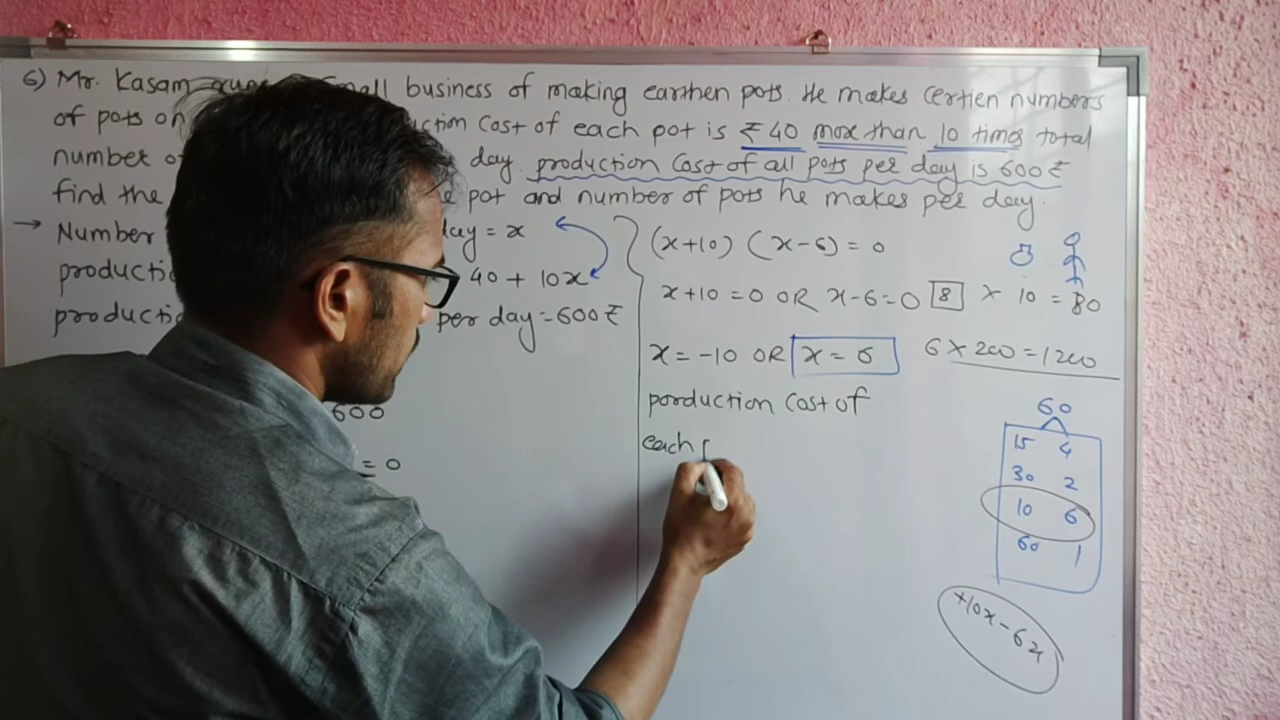 6) Mr. Kasam small business of making earthen pots. He makes certien numbers
of pots on cost of each pot is ₹ 40 more than 10 times total
number day. production cost of all pots per day is 600 ₹
find the pot and number of pots he makes per day.
→ Number day = x
40 + 10x
per day = 600 ₹
600
= 0
(x+10) (x-6) = 0
x+10 = 0 OR x-6 = 0
x = -10 OR x = 6
porduction cost of
each
8 × 10 = 80
6 × 200 = 1200
60
15 4
30 2
10 6
60 1
+10x - 6x